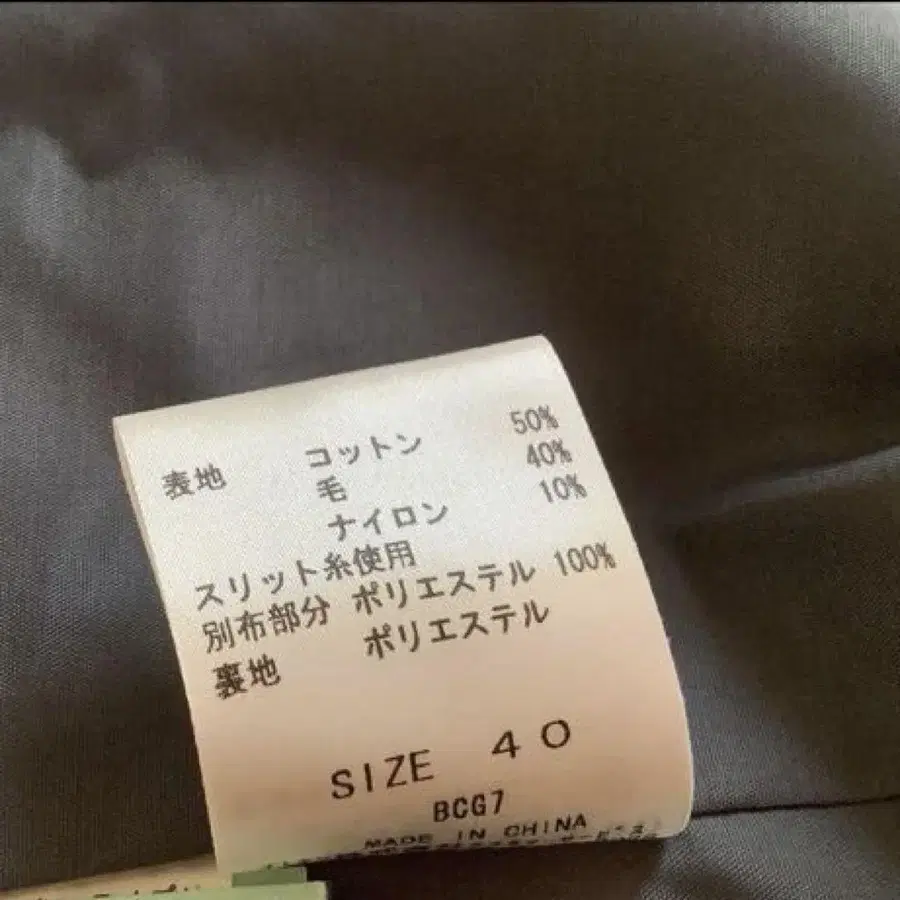 表地 コットン 50%
毛 40%
ナイロン 10%
スリット糸使用
別布部分 ポリエステル 100%
裏地 ポリエステル
SIZE 40
BCG7
MADE IN CHINA